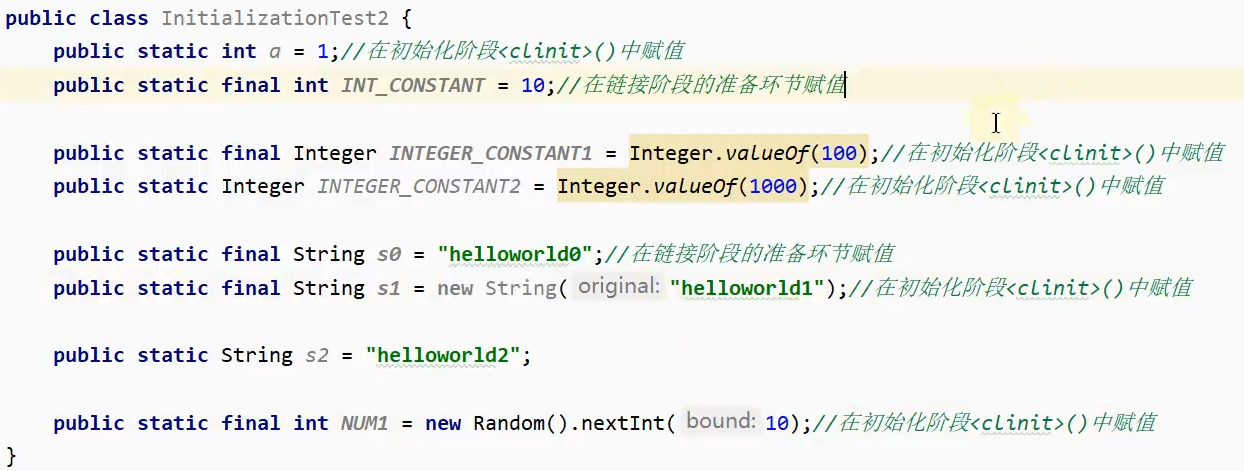 public class InitializationTest2 {
public static int a = 1;//在初始化阶段<clinit>()中赋值
public static final int INT_CONSTANT = 10;//在链接阶段的准备环节赋值
public static final Integer INTEGER_CONSTANT1 = Integer.valueOf(100);//在初始化阶段<clinit>()中赋值
public static Integer INTEGER_CONSTANT2 = Integer.valueOf(1000);//在初始化阶段<clinit>()中赋值
public static final String s0 = "helloworld0";//在链接阶段的准备环节赋值
public static final String s1 = new String( original: "helloworld1");//在初始化阶段<clinit>()中赋值
public static String s2 = "helloworld2";
public static final int NUM1 = new Random().nextInt( bound: 10);//在初始化阶段<clinit>()中赋值
}